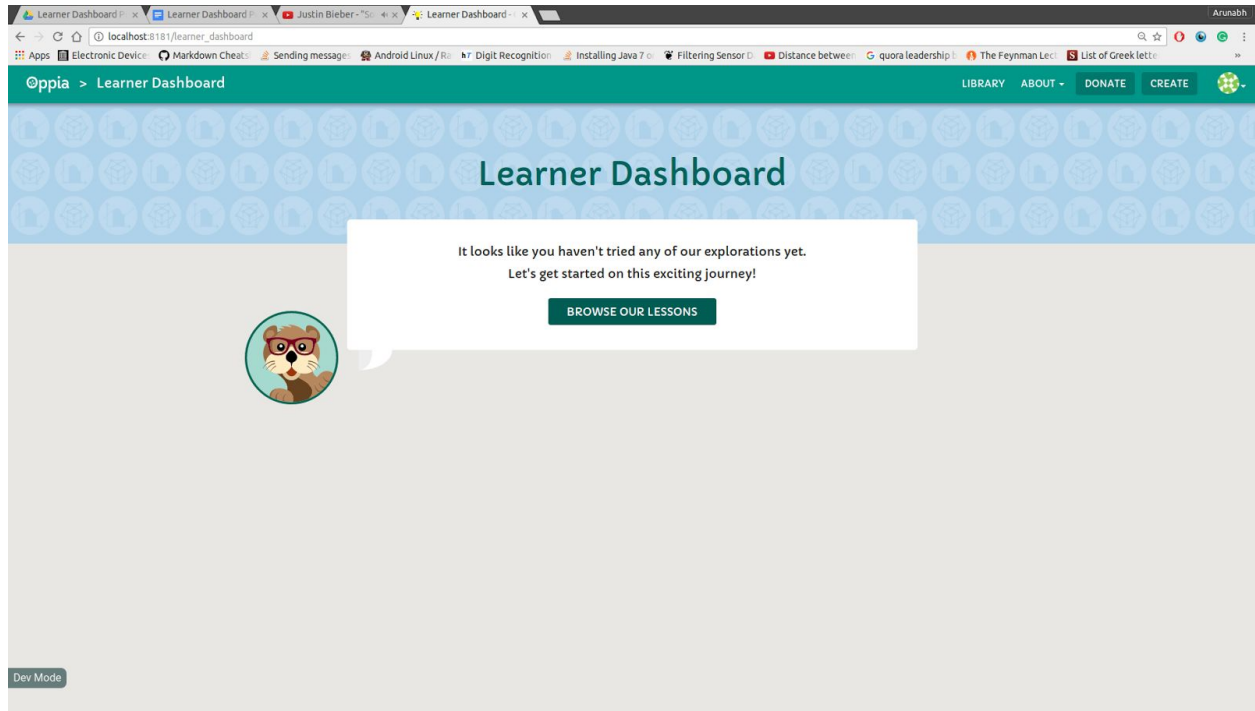 Learner Dashboard P
Learner Dashboard P
Justin Bieber - "So
Learner Dashboard -
Arunabh
localhost:8181/learner_dashboard
Apps
Electronic Device
Markdown Cheats
Sending messages
Android Linux / Ra
Digit Recognition
Installing Java 7 o
Filtering Sensor D
Distance between
quora leadership b
The Feynman Lect
List of Greek lette
»
Oppia > Learner Dashboard
LIBRARY
ABOUT
DONATE
CREATE
Learner Dashboard
It looks like you haven't tried any of our explorations yet.
Let's get started on this exciting journey!
BROWSE OUR LESSONS
Dev Mode